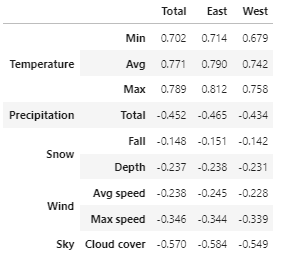 Total East West
Min 0.702 0.714 0.679
Temperature Avg 0.771 0.790 0.742
Max 0.789 0.812 0.758
Precipitation Total -0.452 -0.465 -0.434
Fall -0.148 -0.151 -0.142
Snow
Depth -0.237 -0.238 -0.231
Avg speed -0.238 -0.245 -0.228
Wind
Max speed -0.346 -0.344 -0.339
Sky Cloud cover -0.570 -0.584 -0.549